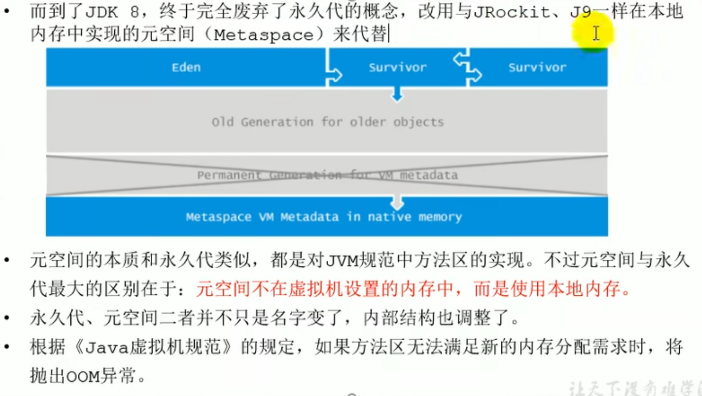 • 而到了JDK 8，终于完全废弃了永久代的概念，改用与JRockit、J9一样在本地
内存中实现的元空间（Metaspace）来代替
Eden
Survivor
Survivor
Old Generation for older objects
Permanent Generation for VM metadata
Metaspace VM Metadata in native memory
• 元空间的本质和永久代类似，都是对JVM规范中方法区的实现。不过元空间与永久
代最大的区别在于：元空间不在虚拟机设置的内存中，而是使用本地内存。
• 永久代、元空间二者并不只是名字变了，内部结构也调整了。
• 根据《Java虚拟机规范》的规定，如果方法区无法满足新的内存分配需求时，将
抛出OOM异常。
让天下没有难学